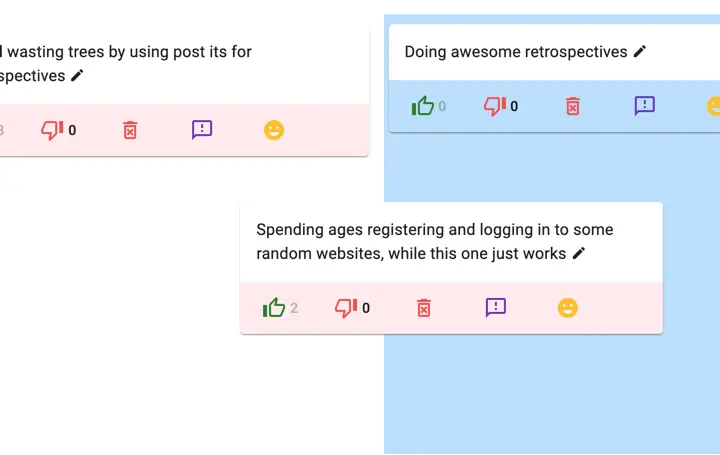 wasting trees by using post its for
spectives
3 0
Doing awesome retrospectives
0 0
Spending ages registering and logging in to some
random websites, while this one just works
2 0